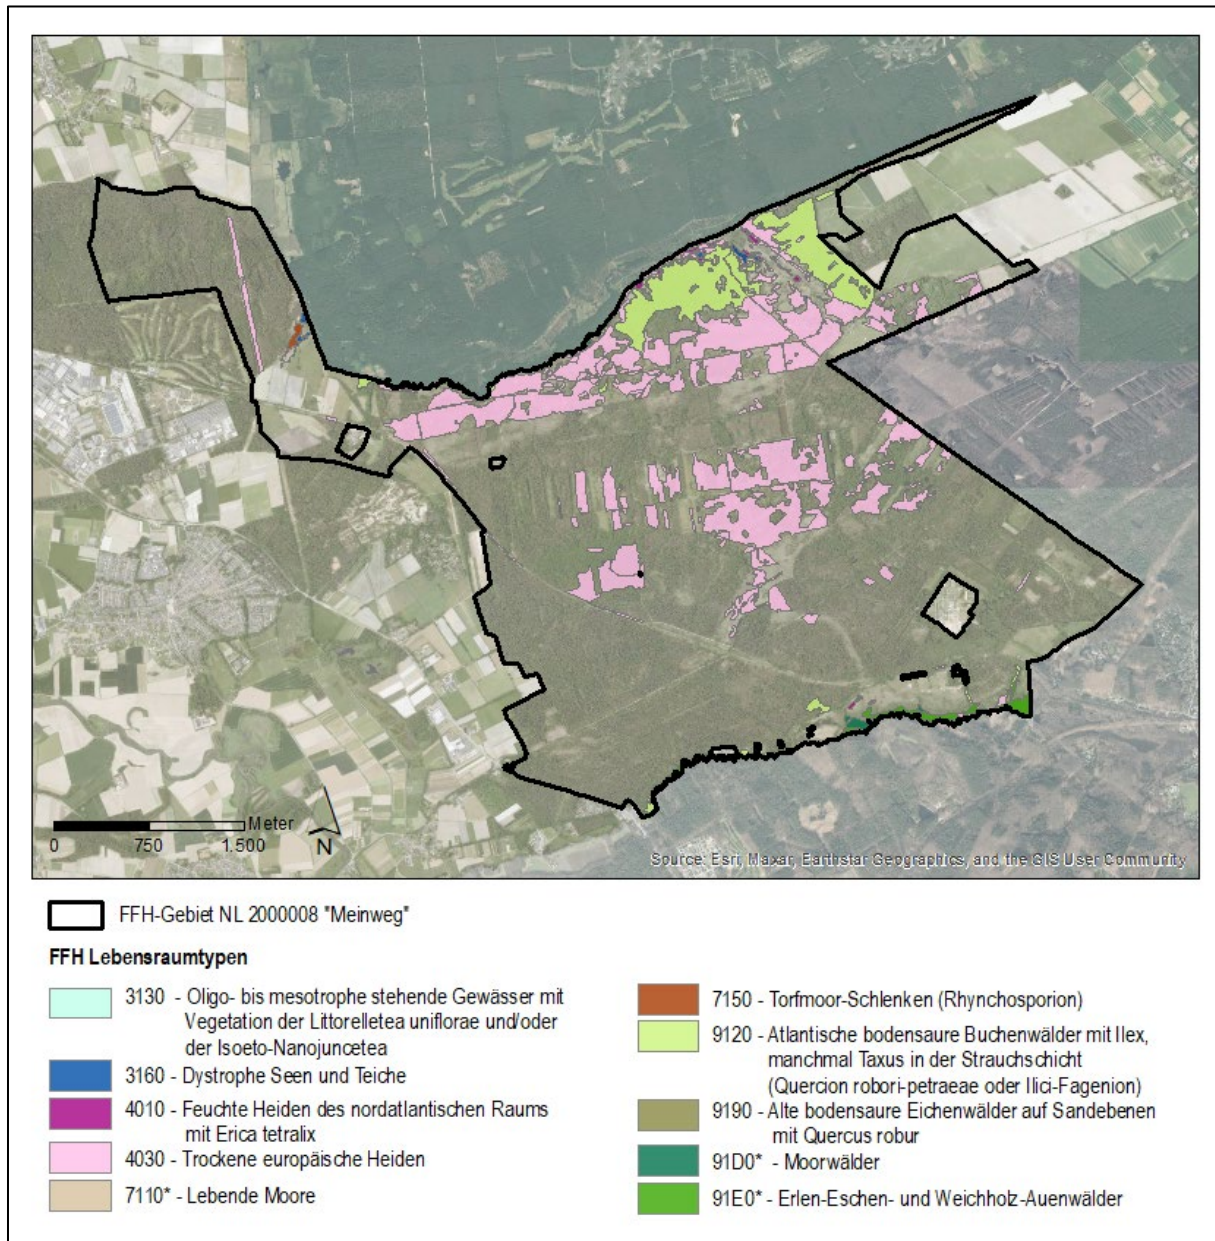 Meter
0 750 1.500
N
Source: Esri, Maxar, Earthstar Geographics, and the GIS User Community
FFH-Gebiet NL 2000008 "Meinweg"
FFH Lebensraumtypen
3130 - Oligo- bis mesotrophe stehende Gewässer mit
Vegetation der Littorelletea uniflorae und/oder
der Isoeto-Nanojuncetea
3160 - Dystrophe Seen und Teiche
4010 - Feuchte Heiden des nordatlantischen Raums
mit Erica tetralix
4030 - Trockene europäische Heiden
7110* - Lebende Moore
7150 - Torfmoor-Schlenken (Rhynchosporion)
9120 - Atlantische bodensaure Buchenwälder mit Ilex,
manchmal Taxus in der Strauchschicht
(Quercion robori-petraeae oder Ilici-Fagenion)
9190 - Alte bodensaure Eichenwälder auf Sandebenen
mit Quercus robur
91D0* - Moorwälder
91E0* - Erlen-Eschen- und Weichholz-Auenwälder